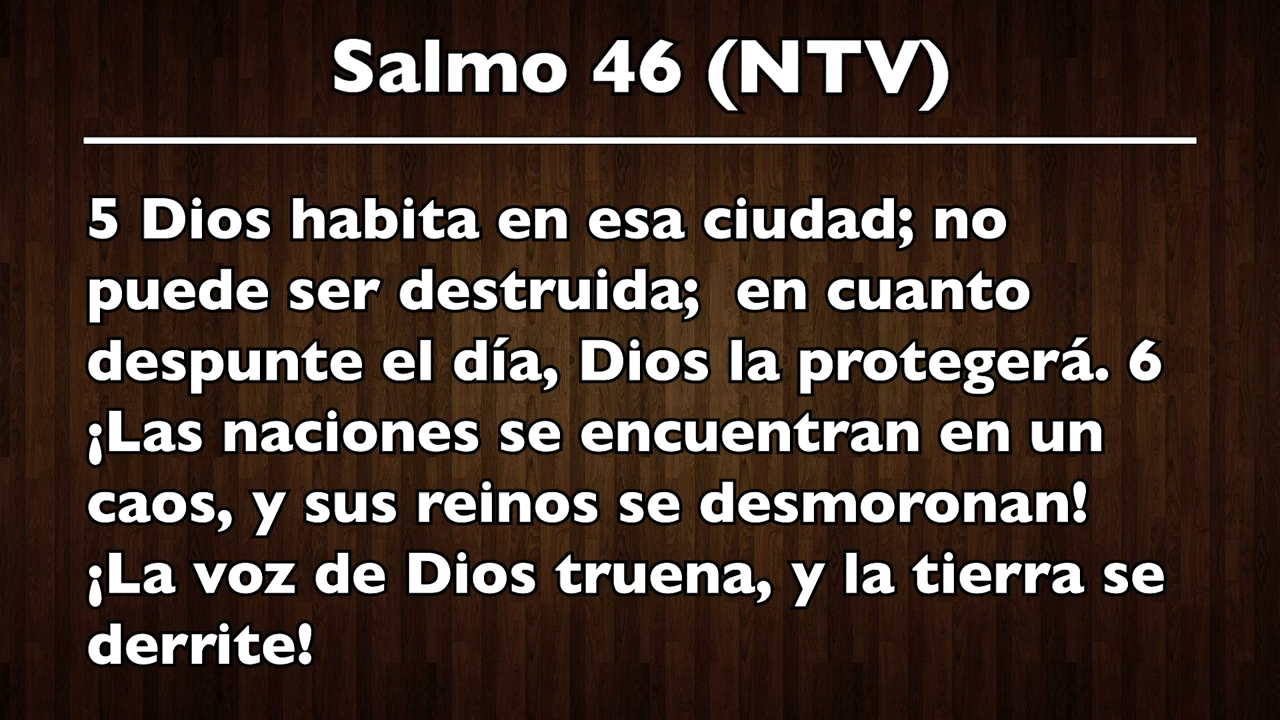 Salmo 46 (NTV)
5 Dios habita en esa ciudad; no
puede ser destruida;  en cuanto
despunte el día, Dios la protegerá. 6
¡Las naciones se encuentran en un
caos, y sus reinos se desmoronan!
¡La voz de Dios truena, y la tierra se
derrite!